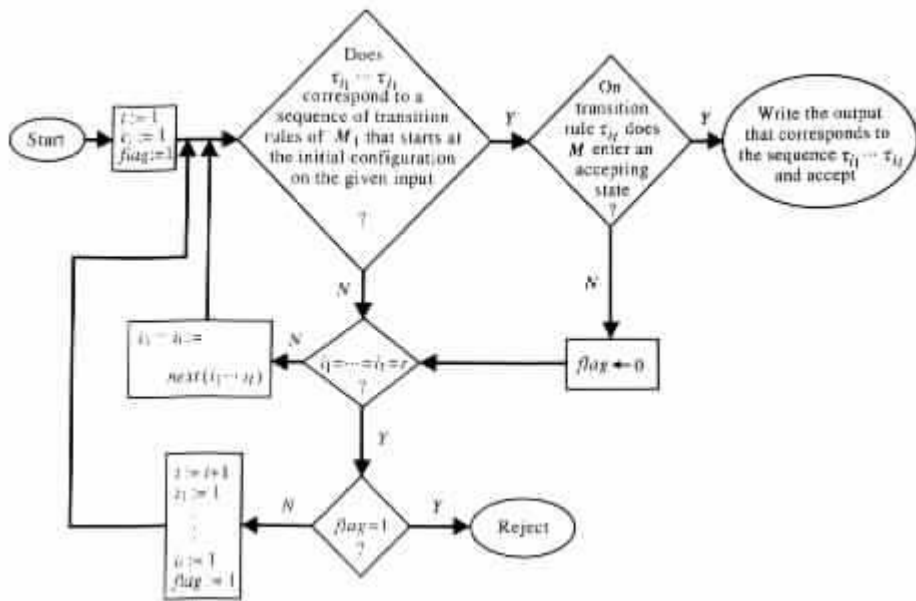 Start
:= 1
:= 1
flag := 1
Does
τi1 ··· τj1
correspond to a
sequence of transition
rules of M1 that starts at
the initial configuration
on the given input
?
Y
On
transition
rule τit does
M enter an
accepting
state
?
Y
Write the output
that corresponds to
the sequence τi1 ··· τit
and accept
N
N
i1 = it :=
next(i1 ··· it)
N
i1=···=it=r
?
flag ← 0
Y
t := t+1
i1 := 1
.
.
.
it := 1
flag := 1
N
flag=1
?
Y
Reject